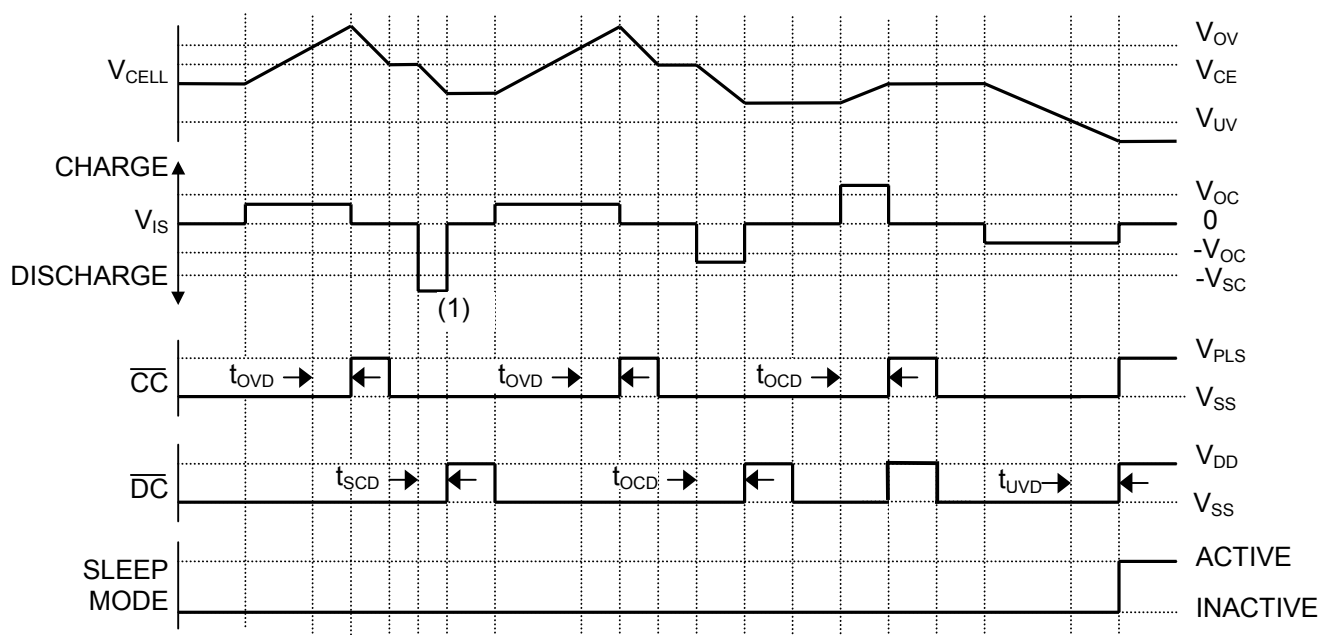 V_OV
V_CELL
V_CE
V_UV
CHARGE
V_OC
V_IS
0
-V_OC
DISCHARGE
-V_SC
(1)
V_PLS
CC
t_OVD
t_OVD
t_OCD
V_SS
V_DD
DC
t_SCD
t_OCD
t_UVD
V_SS
SLEEP
MODE
ACTIVE
INACTIVE